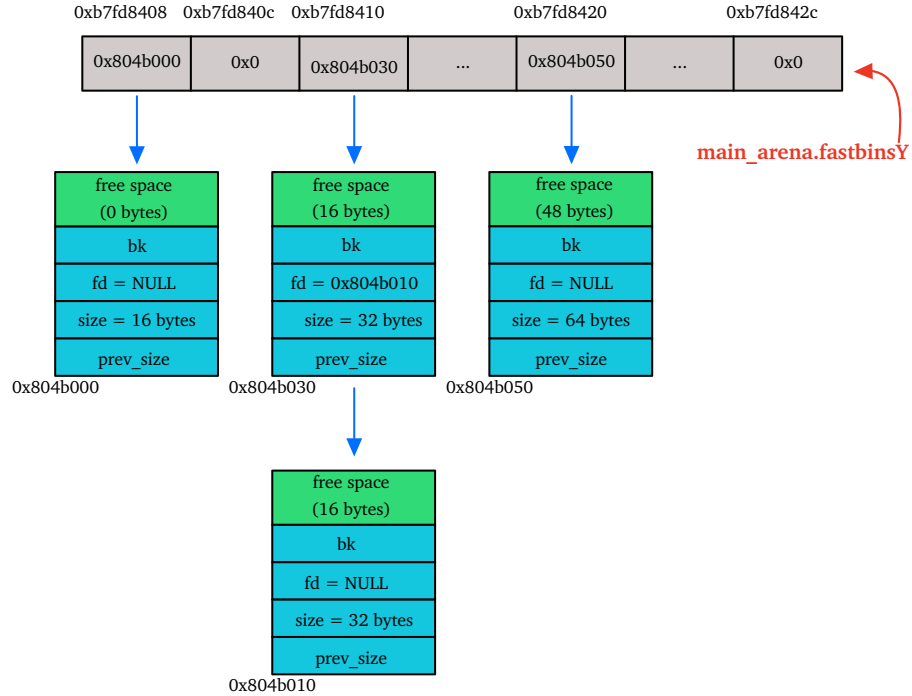 0xb7fd8408 0xb7fd840c 0xb7fd8410 0xb7fd8420 0xb7fd842c
0x804b000 0x0 0x804b030 ... 0x804b050 ... 0x0
main_arena.fastbinsY
free space
(0 bytes)
bk
fd = NULL
size = 16 bytes
prev_size
0x804b000
free space
(16 bytes)
bk
fd = 0x804b010
size = 32 bytes
prev_size
0x804b030
free space
(48 bytes)
bk
fd = NULL
size = 64 bytes
prev_size
0x804b050
free space
(16 bytes)
bk
fd = NULL
size = 32 bytes
prev_size
0x804b010